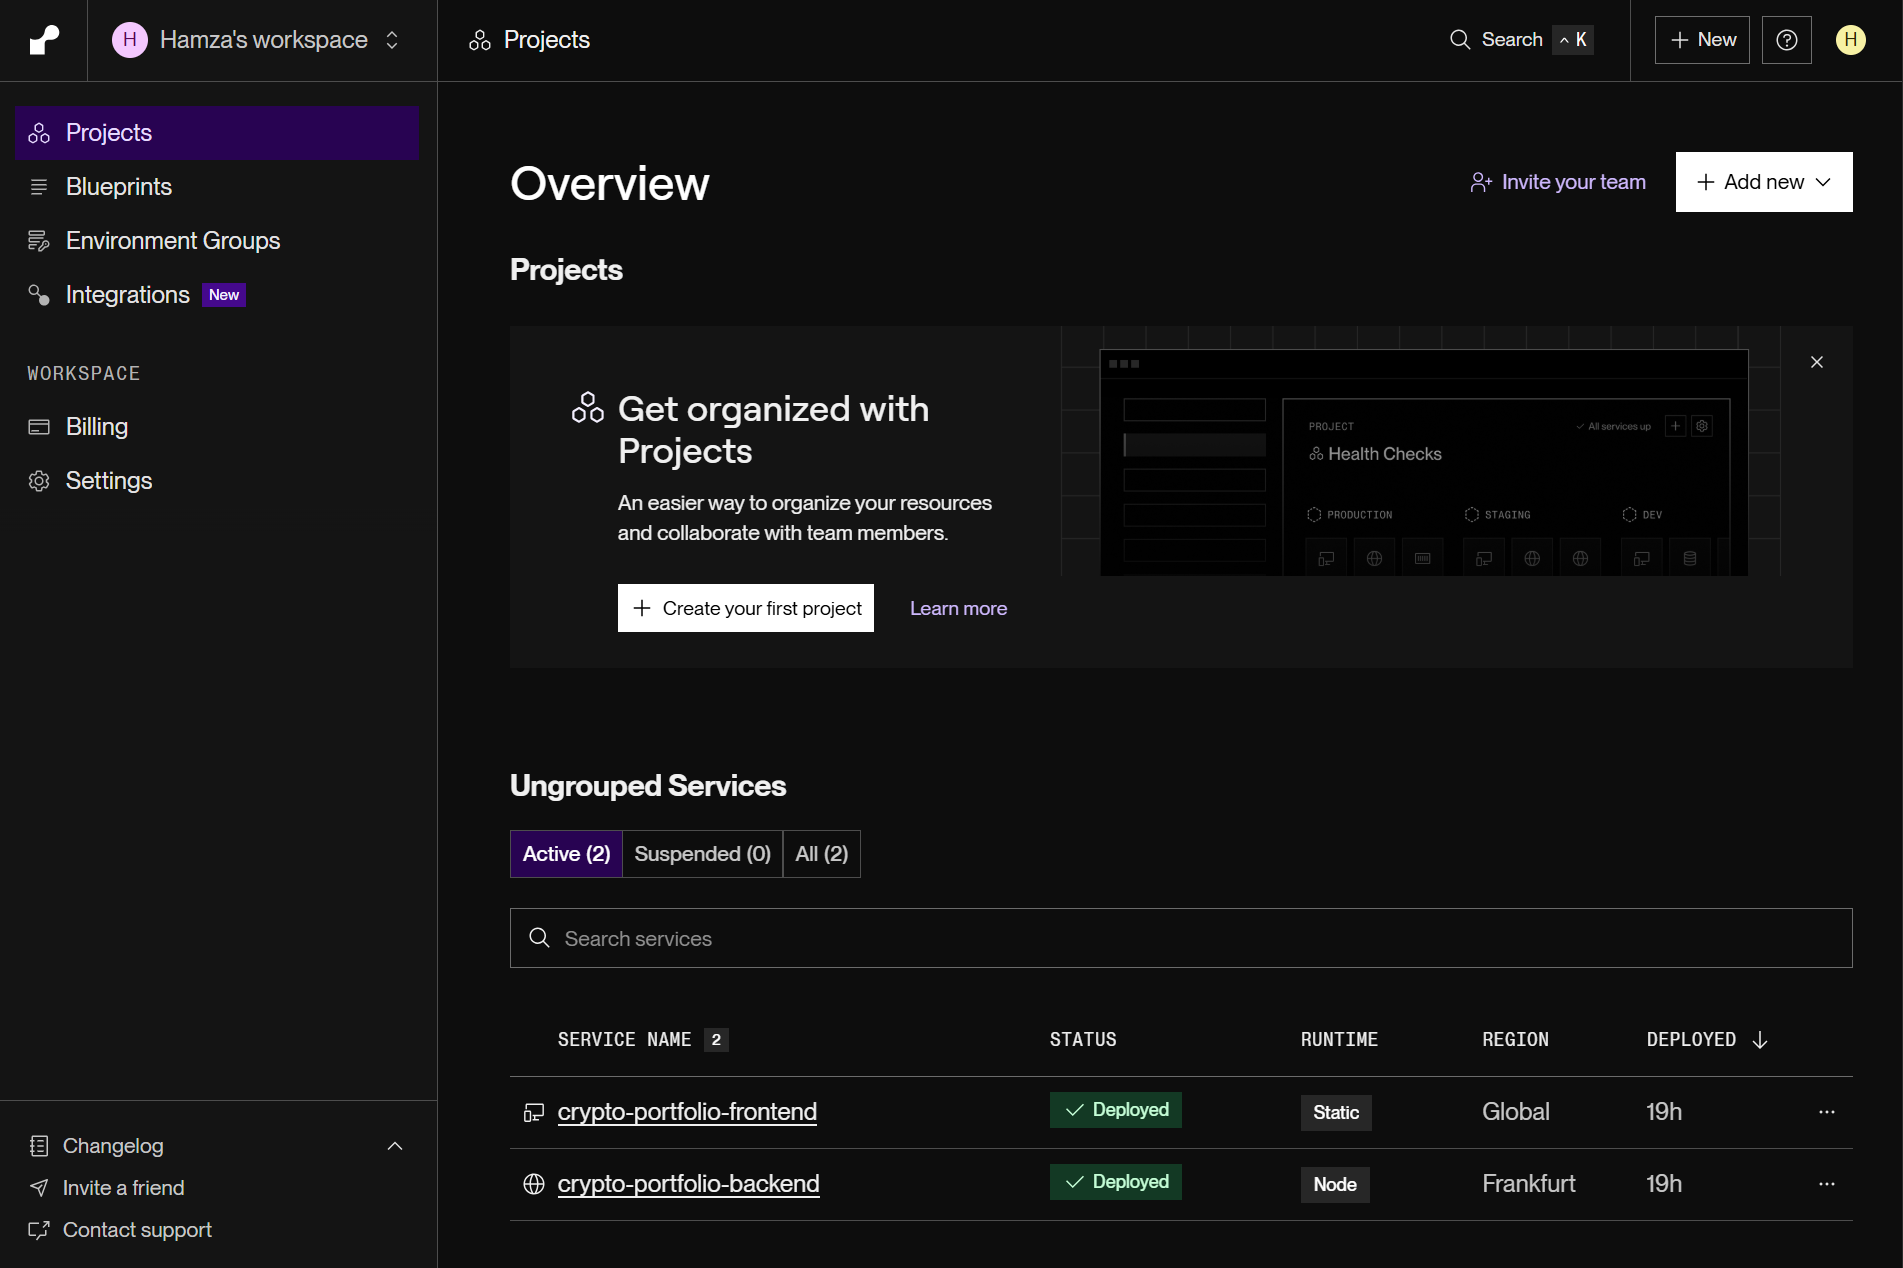 H Hamza's workspace
Projects
Search ^ K
+ New
H
Projects
Blueprints
Environment Groups
Integrations New
WORKSPACE
Billing
Settings
Changelog
Invite a friend
Contact support
Overview
Invite your team
+ Add new
Projects
Get organized with
Projects
An easier way to organize your resources
and collaborate with team members.
+ Create your first project
Learn more
PROJECT
All services up
Health Checks
PRODUCTION
STAGING
DEV
Ungrouped Services
Active (2)
Suspended (0)
All (2)
Search services
SERVICE NAME 2 STATUS RUNTIME REGION DEPLOYED
crypto-portfolio-frontend Deployed Static Global 19h
crypto-portfolio-backend Deployed Node Frankfurt 19h